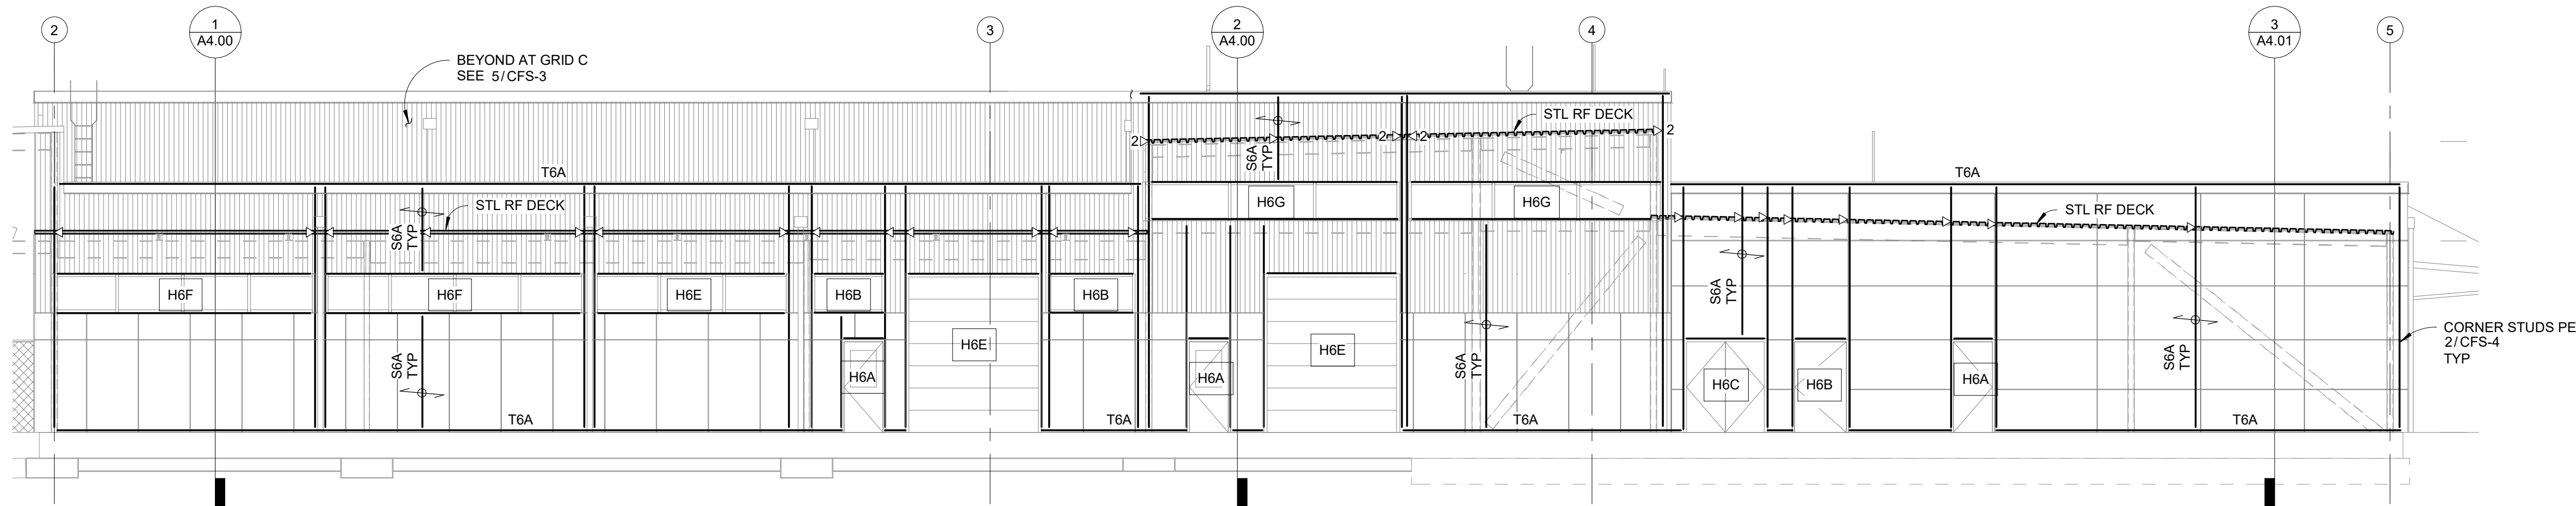 2
1
A4.00
3
2
A4.00
4
3
A4.01
5
BEYOND AT GRID C
SEE 5/CFS-3
STL RF DECK
2
2
2
2
S6A
TYP
T6A
T6A
STL RF DECK
STL RF DECK
H6G
H6G
S6A
TYP
S6A
TYP
H6F
H6F
H6E
H6B
H6B
H6E
H6E
S6A
TYP
S6A
TYP
S6A
TYP
CORNER STUDS PE
2/CFS-4
TYP
H6A
H6A
H6C
H6B
H6A
T6A
T6A
T6A
T6A